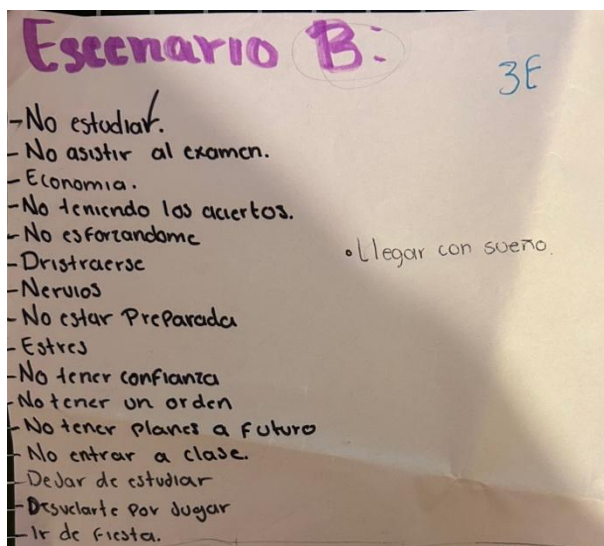 Escenario B:
3E
-No estudiar.
-No asistir al examen.
-Economia.
-No teniendo los aciertos.
-No esforzandome
•Llegar con sueño.
-Dristraerse
-Nervios
-No estar Preparada
-Estres
-No tener confianza
-No tener un orden
-No tener planes a Futuro
-No entrar a clase.
-DeJar de estudiar
-Desvelarte por Jugar
-Ir de Fiesta.